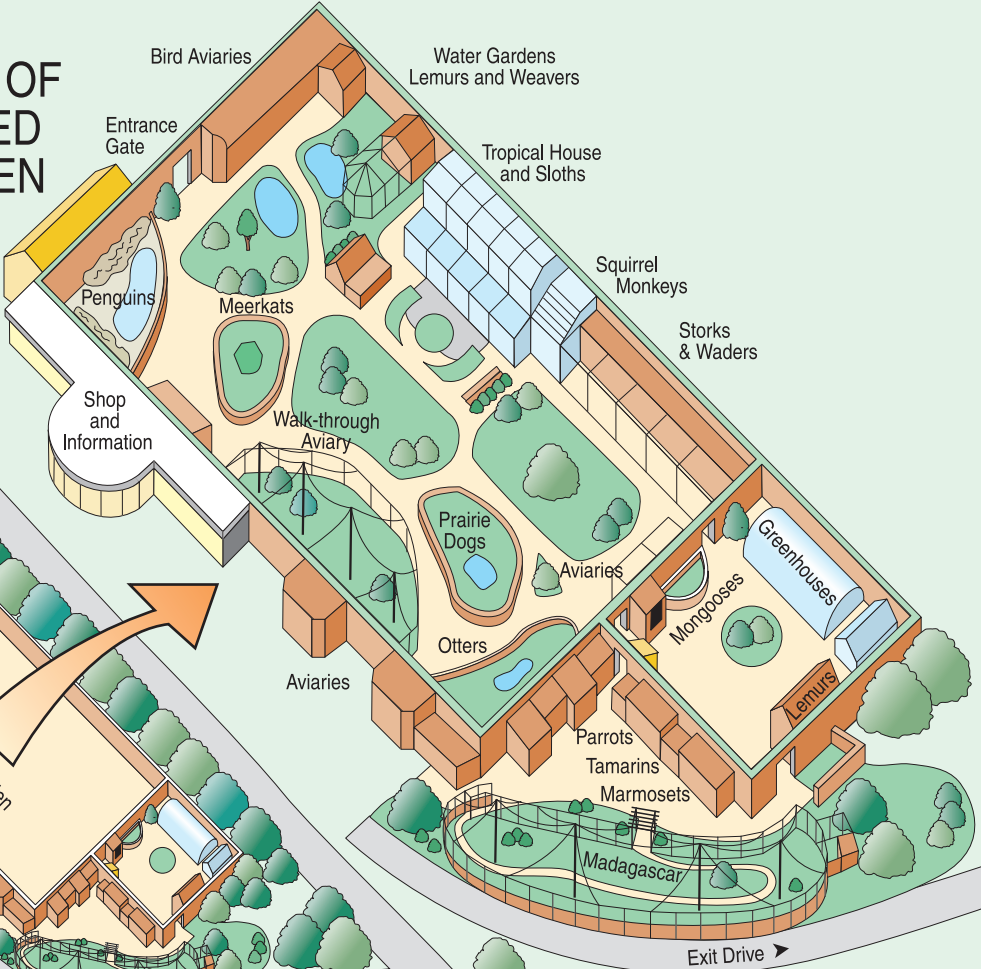 OF
ED
EN
Bird Aviaries
Water Gardens
Lemurs and Weavers
Entrance
Gate
Tropical House
and Sloths
Squirrel
Monkeys
Penguins
Meerkats
Storks
& Waders
Shop
and
Information
Walk-through
Aviary
Prairie
Dogs
Greenhouses
Aviaries
Mongooses
Otters
Aviaries
Lemurs
Parrots
Tamarins
Marmosets
Madagascar
Exit Drive ➤